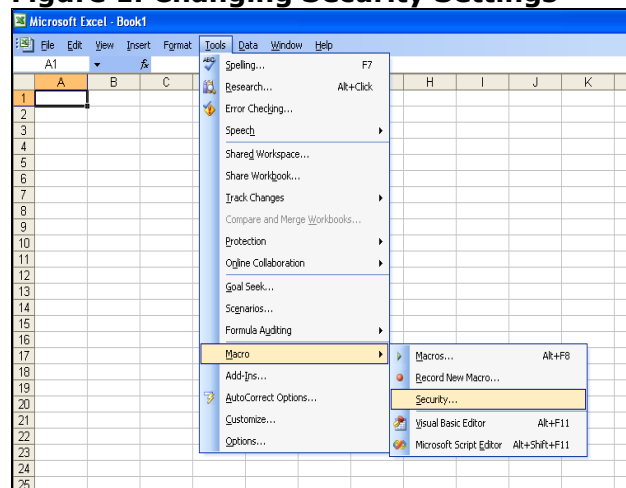 Figure 1: Changing Security Settings
Microsoft Excel - Book1
File Edit View Insert Format Tools Data Window Help
A1 fx
A B C H I J K
Spelling... F7
Research... Alt+Click
Error Checking...
Speech
Shared Workspace...
Share Workbook...
Track Changes
Compare and Merge Workbooks...
Protection
Online Collaboration
Goal Seek...
Scenarios...
Formula Auditing
Macro
Add-Ins...
AutoCorrect Options...
Customize...
Options...
Macros... Alt+F8
Record New Macro...
Security...
Visual Basic Editor Alt+F11
Microsoft Script Editor Alt+Shift+F11
1
2
3
4
5
6
7
8
9
10
11
12
13
14
15
16
17
18
19
20
21
22
23
24
25